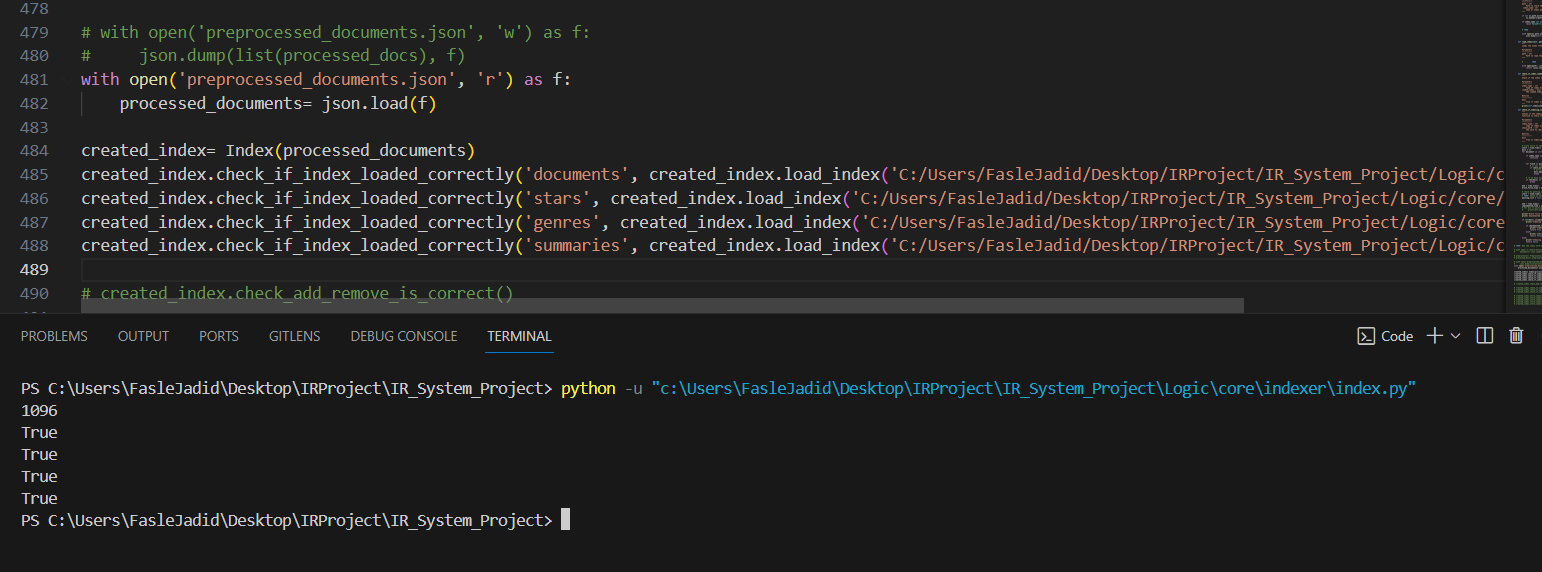 478
479 # with open('preprocessed_documents.json', 'w') as f:
480 #     json.dump(list(processed_docs), f)
481 with open('preprocessed_documents.json', 'r') as f:
482     processed_documents= json.load(f)
483
484 created_index= Index(processed_documents)
485 created_index.check_if_index_loaded_correctly('documents', created_index.load_index('C:/Users/FasleJadid/Desktop/IRProject/IR_System_Project/Logic/c
486 created_index.check_if_index_loaded_correctly('stars', created_index.load_index('C:/Users/FasleJadid/Desktop/IRProject/IR_System_Project/Logic/core/
487 created_index.check_if_index_loaded_correctly('genres', created_index.load_index('C:/Users/FasleJadid/Desktop/IRProject/IR_System_Project/Logic/core
488 created_index.check_if_index_loaded_correctly('summaries', created_index.load_index('C:/Users/FasleJadid/Desktop/IRProject/IR_System_Project/Logic/c
489
490 # created_index.check_add_remove_is_correct()
PROBLEMS OUTPUT PORTS GITLENS DEBUG CONSOLE TERMINAL Code
PS C:\Users\FasleJadid\Desktop\IRProject\IR_System_Project> python -u "c:\Users\FasleJadid\Desktop\IRProject\IR_System_Project\Logic\core\indexer\index.py"
1096
True
True
True
True
PS C:\Users\FasleJadid\Desktop\IRProject\IR_System_Project>